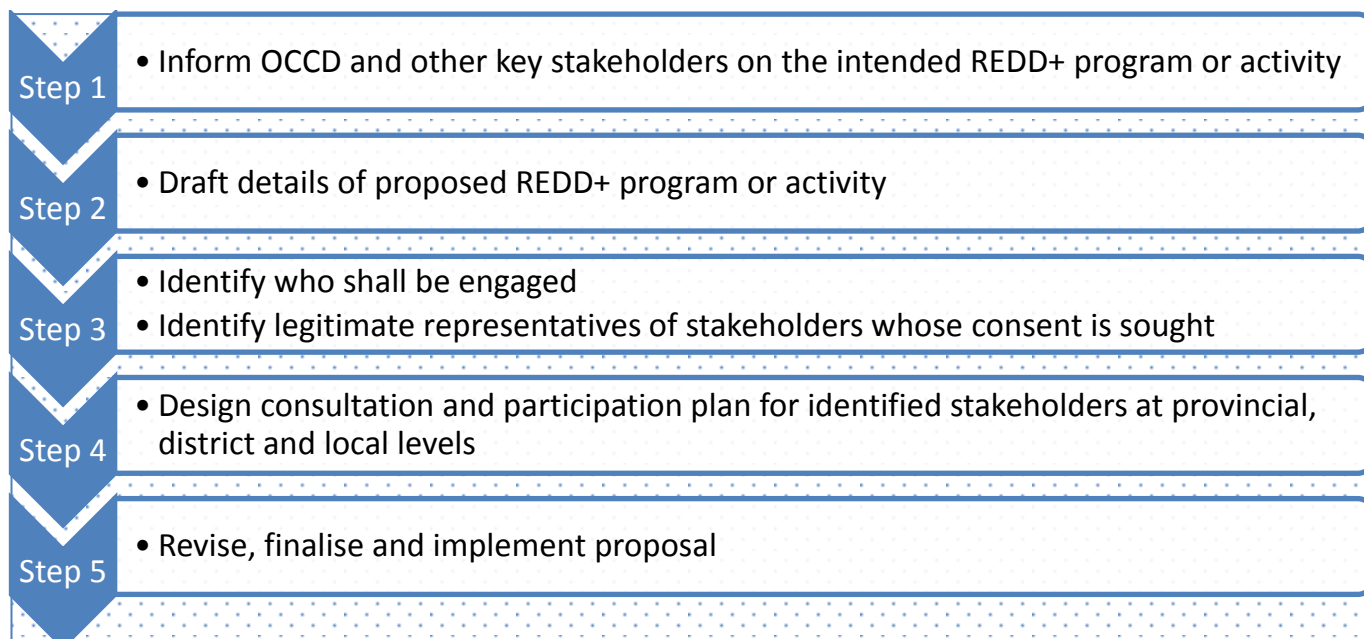 Step 1
• Inform OCCD and other key stakeholders on the intended REDD+ program or activity
Step 2
• Draft details of proposed REDD+ program or activity
Step 3
• Identify who shall be engaged
• Identify legitimate representatives of stakeholders whose consent is sought
Step 4
• Design consultation and participation plan for identified stakeholders at provincial,
district and local levels
Step 5
• Revise, finalise and implement proposal